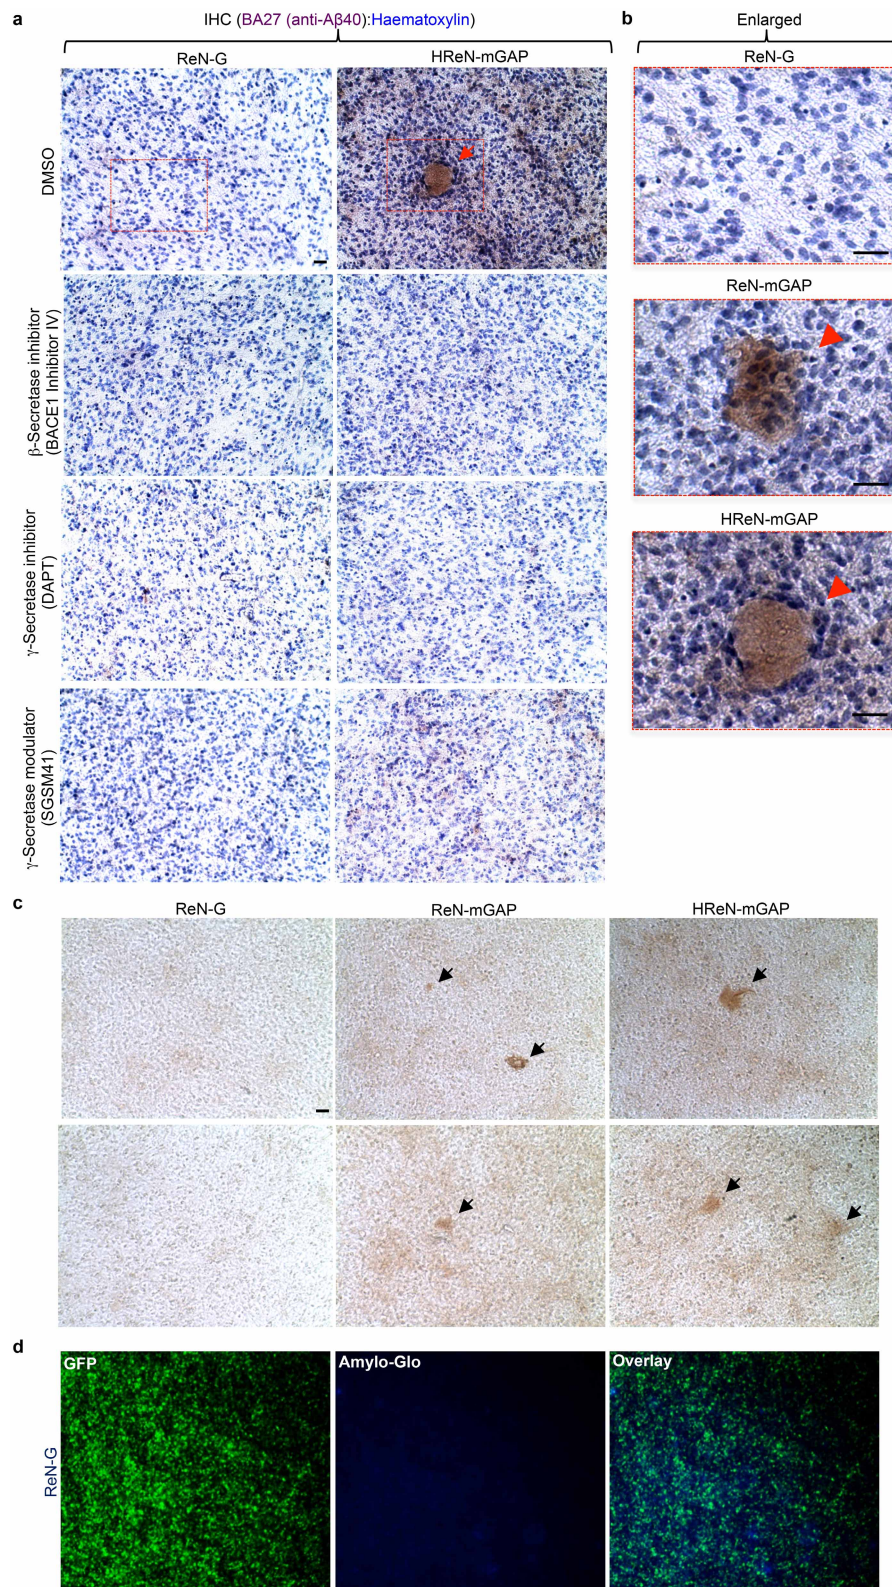 a
IHC (BA27 (anti-Aβ40):Haematoxylin)
ReN-G
HReN-mGAP
DMSO
β-Secretase inhibitor
(BACE1 Inhibitor IV)
γ-Secretase inhibitor
(DAPT)
γ-Secretase modulator
(SGSM41)
b
Enlarged
ReN-G
ReN-mGAP
HReN-mGAP
c
ReN-G
ReN-mGAP
HReN-mGAP
d
GFP
Amylo-Glo
Overlay
ReN-G